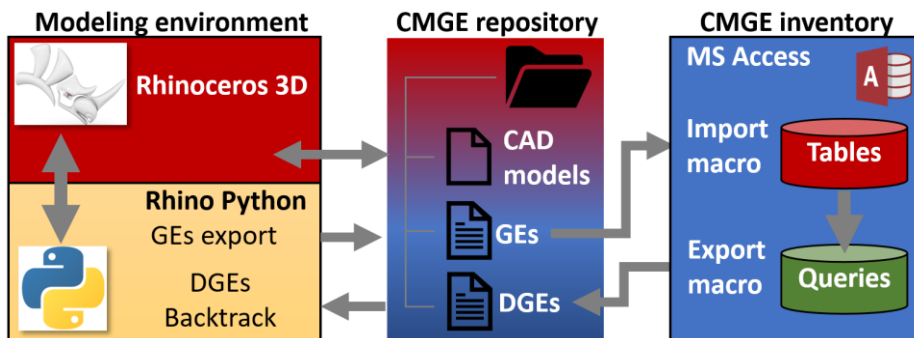 Modeling environment
Rhinoceros 3D
Rhino Python
GEs export
DGEs
Backtrack
CMGE repository
CAD
models
GEs
DGEs
CMGE inventory
MS Access
A
Import
macro
Tables
Export
macro
Queries